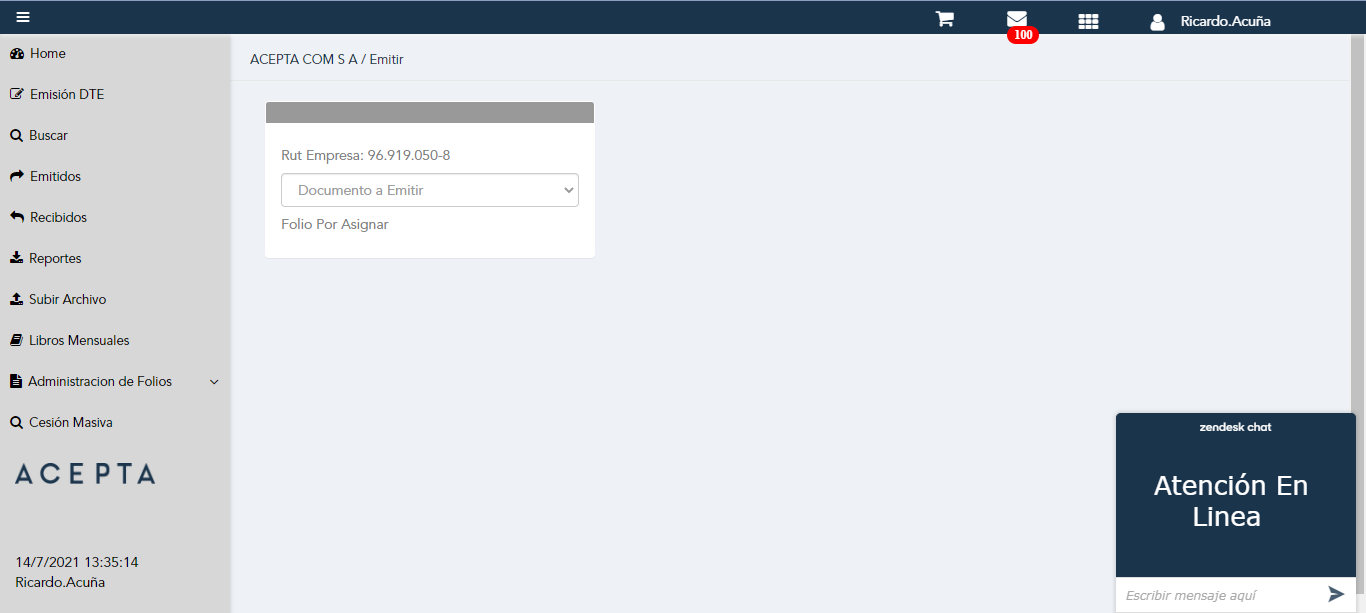 Ricardo.Acuña
100
Home
Emisión DTE
Buscar
Emitidos
Recibidos
Reportes
Subir Archivo
Libros Mensuales
Administracion de Folios
Cesión Masiva
ACEPTA
14/7/2021 13:35:14
Ricardo.Acuña
ACEPTA COM S A / Emitir
Rut Empresa: 96.919.050-8
Documento a Emitir
Folio Por Asignar
zendesk chat
Atención En
Linea
Escribir mensaje aquí